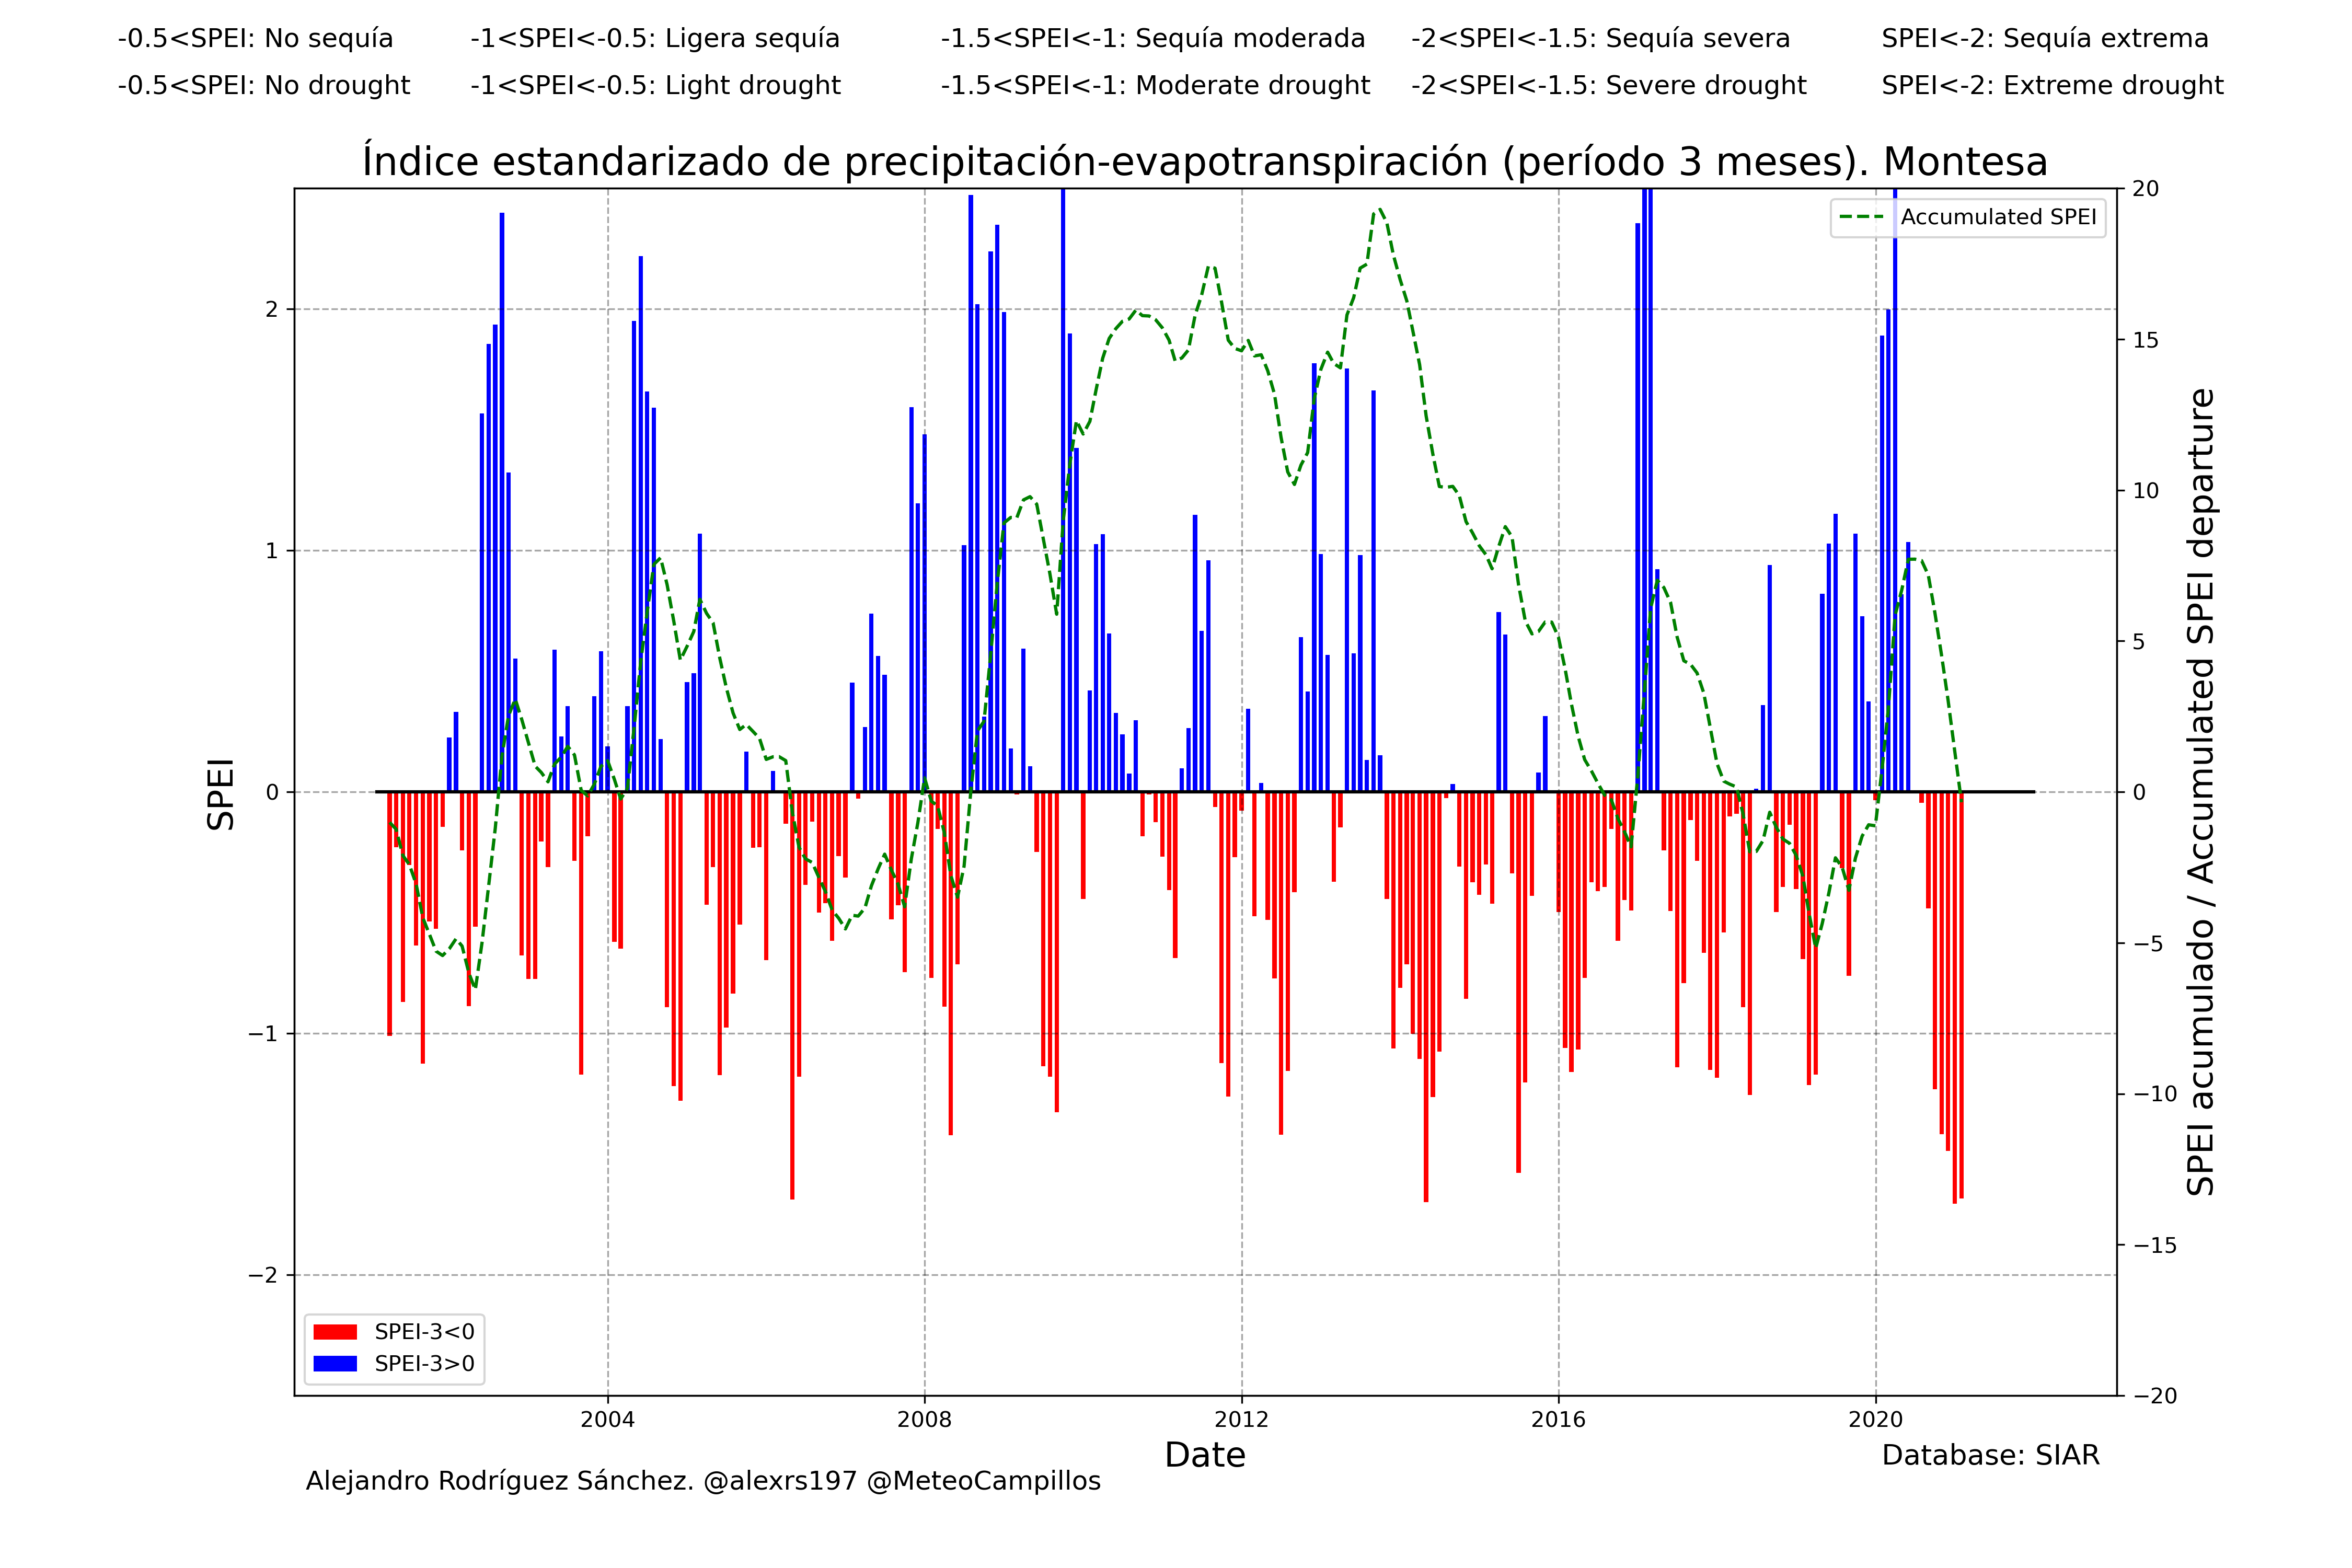 -0.5<SPEI: No sequía -1<SPEI<-0.5: Ligera sequía -1.5<SPEI<-1: Sequía moderada -2<SPEI<-1.5: Sequía severa SPEI<-2: Sequía extrema
-0.5<SPEI: No drought -1<SPEI<-0.5: Light drought -1.5<SPEI<-1: Moderate drought -2<SPEI<-1.5: Severe drought SPEI<-2: Extreme drought
Índice estandarizado de precipitación-evapotranspiración (período 3 meses). Montesa
Accumulated SPEI
SPEI
2
1
0
−1
−2
20
15
10
5
0
−5
−10
−15
−20
SPEI acumulado / Accumulated SPEI departure
SPEI-3<0
SPEI-3>0
2004 2008 2012 2016 2020
Date
Database: SIAR
Alejandro Rodríguez Sánchez. @alexrs197 @MeteoCampillos